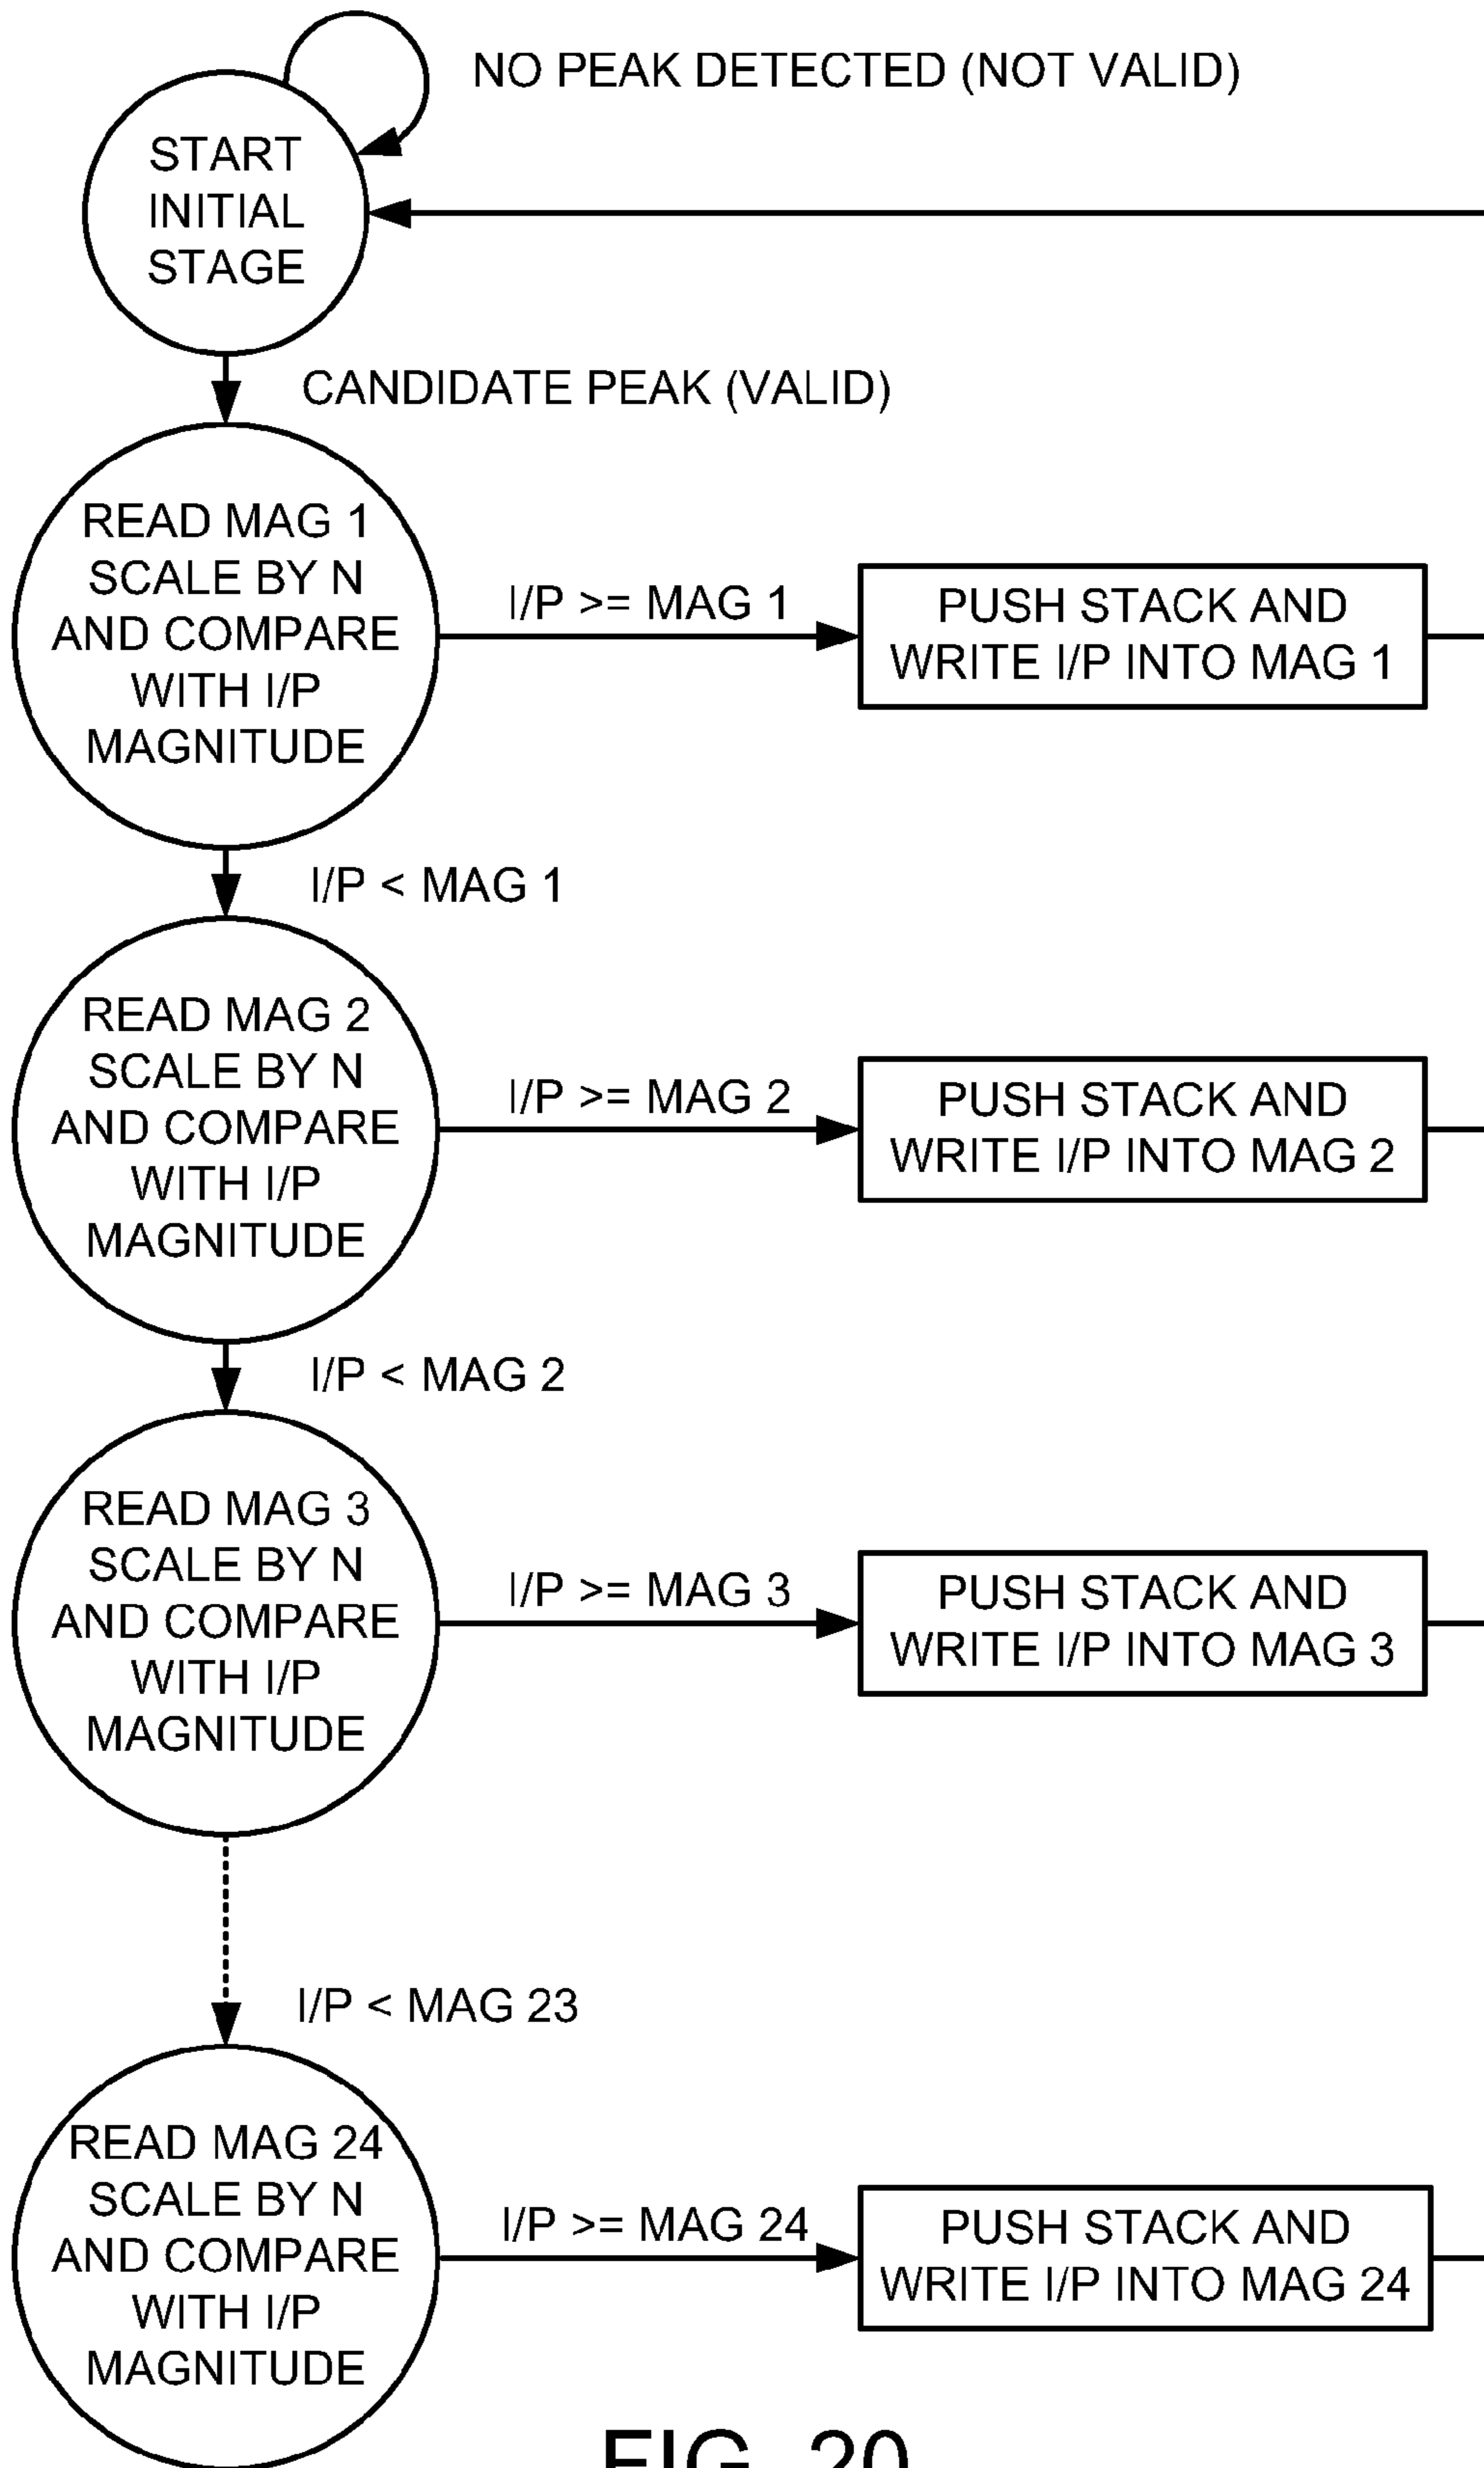 NO PEAK DETECTED (NOT VALID)
START
INITIAL
STAGE
CANDIDATE PEAK (VALID)
READ MAG 1
SCALE BY N
AND COMPARE
WITH I/P
MAGNITUDE
I/P >= MAG 1
PUSH STACK AND
WRITE I/P INTO MAG 1
I/P < MAG 1
READ MAG 2
SCALE BY N
AND COMPARE
WITH I/P
MAGNITUDE
I/P >= MAG 2
PUSH STACK AND
WRITE I/P INTO MAG 2
I/P < MAG 2
READ MAG 3
SCALE BY N
AND COMPARE
WITH I/P
MAGNITUDE
I/P >= MAG 3
PUSH STACK AND
WRITE I/P INTO MAG 3
I/P < MAG 23
READ MAG 24
SCALE BY N
AND COMPARE
WITH I/P
MAGNITUDE
I/P >= MAG 24
PUSH STACK AND
WRITE I/P INTO MAG 24
FIG. 20